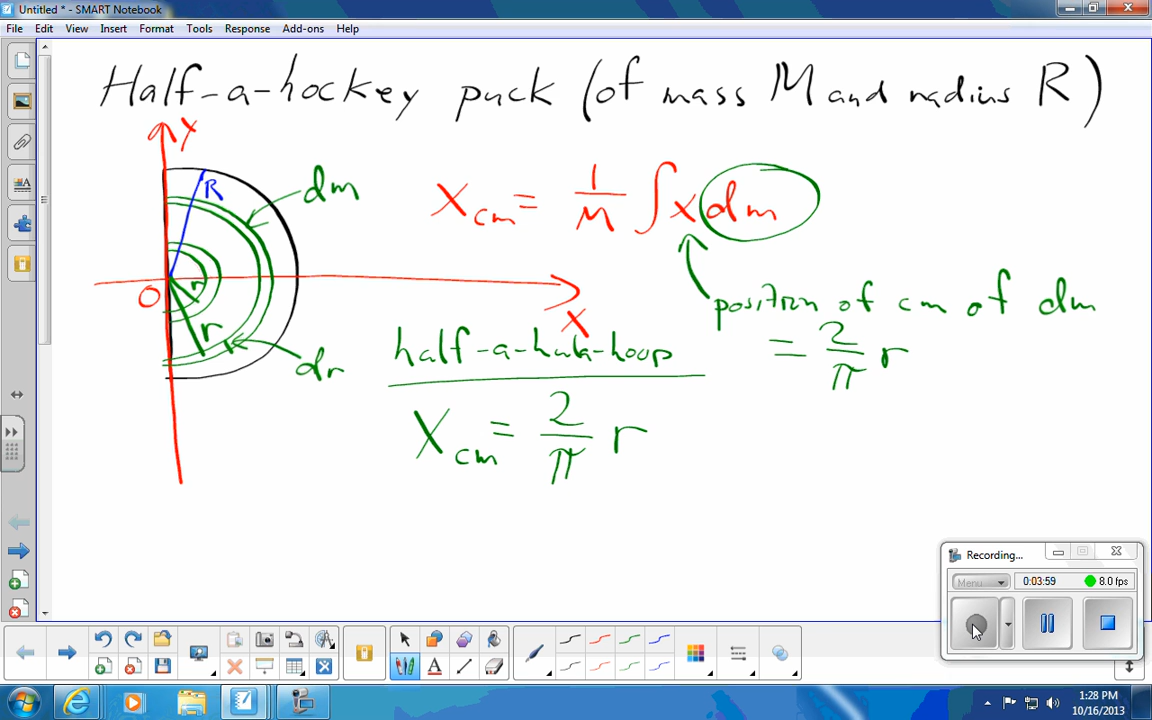 Untitled * - SMART Notebook
File Edit View Insert Format Tools Response Add-ons Help
Half-a-hockey puck (of mass M and radius R)
Y
R
dm
X cm = 1/M ∫ x dm
r
O
X
position of cm of dm
= 2/π r
r
dr
half-a-hula-hoop
X cm = 2/π r
Recording...
Menu
0:03:59
8.0 fps
1:28 PM
10/16/2013